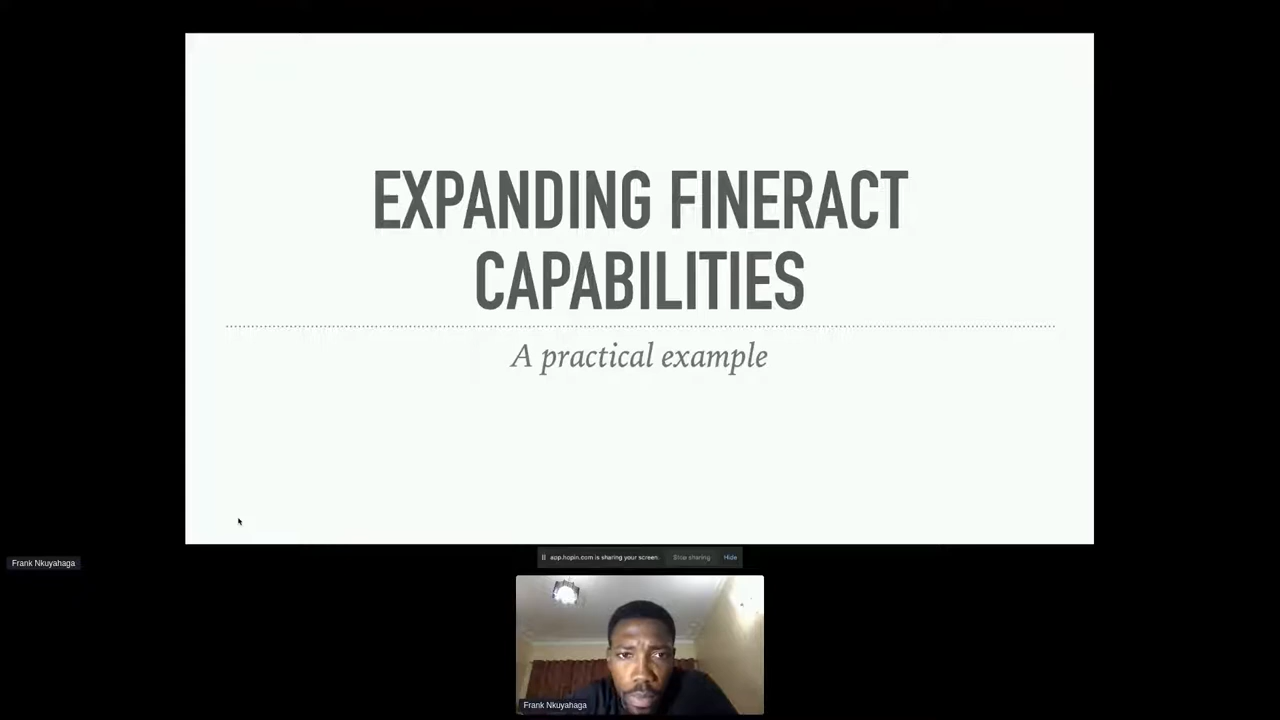 EXPANDING FINERACT
CAPABILITIES
A practical example
Frank Nkuyahaga
app.hopin.com is sharing your screen.
Stop sharing
Hide
Frank Nkuyahaga